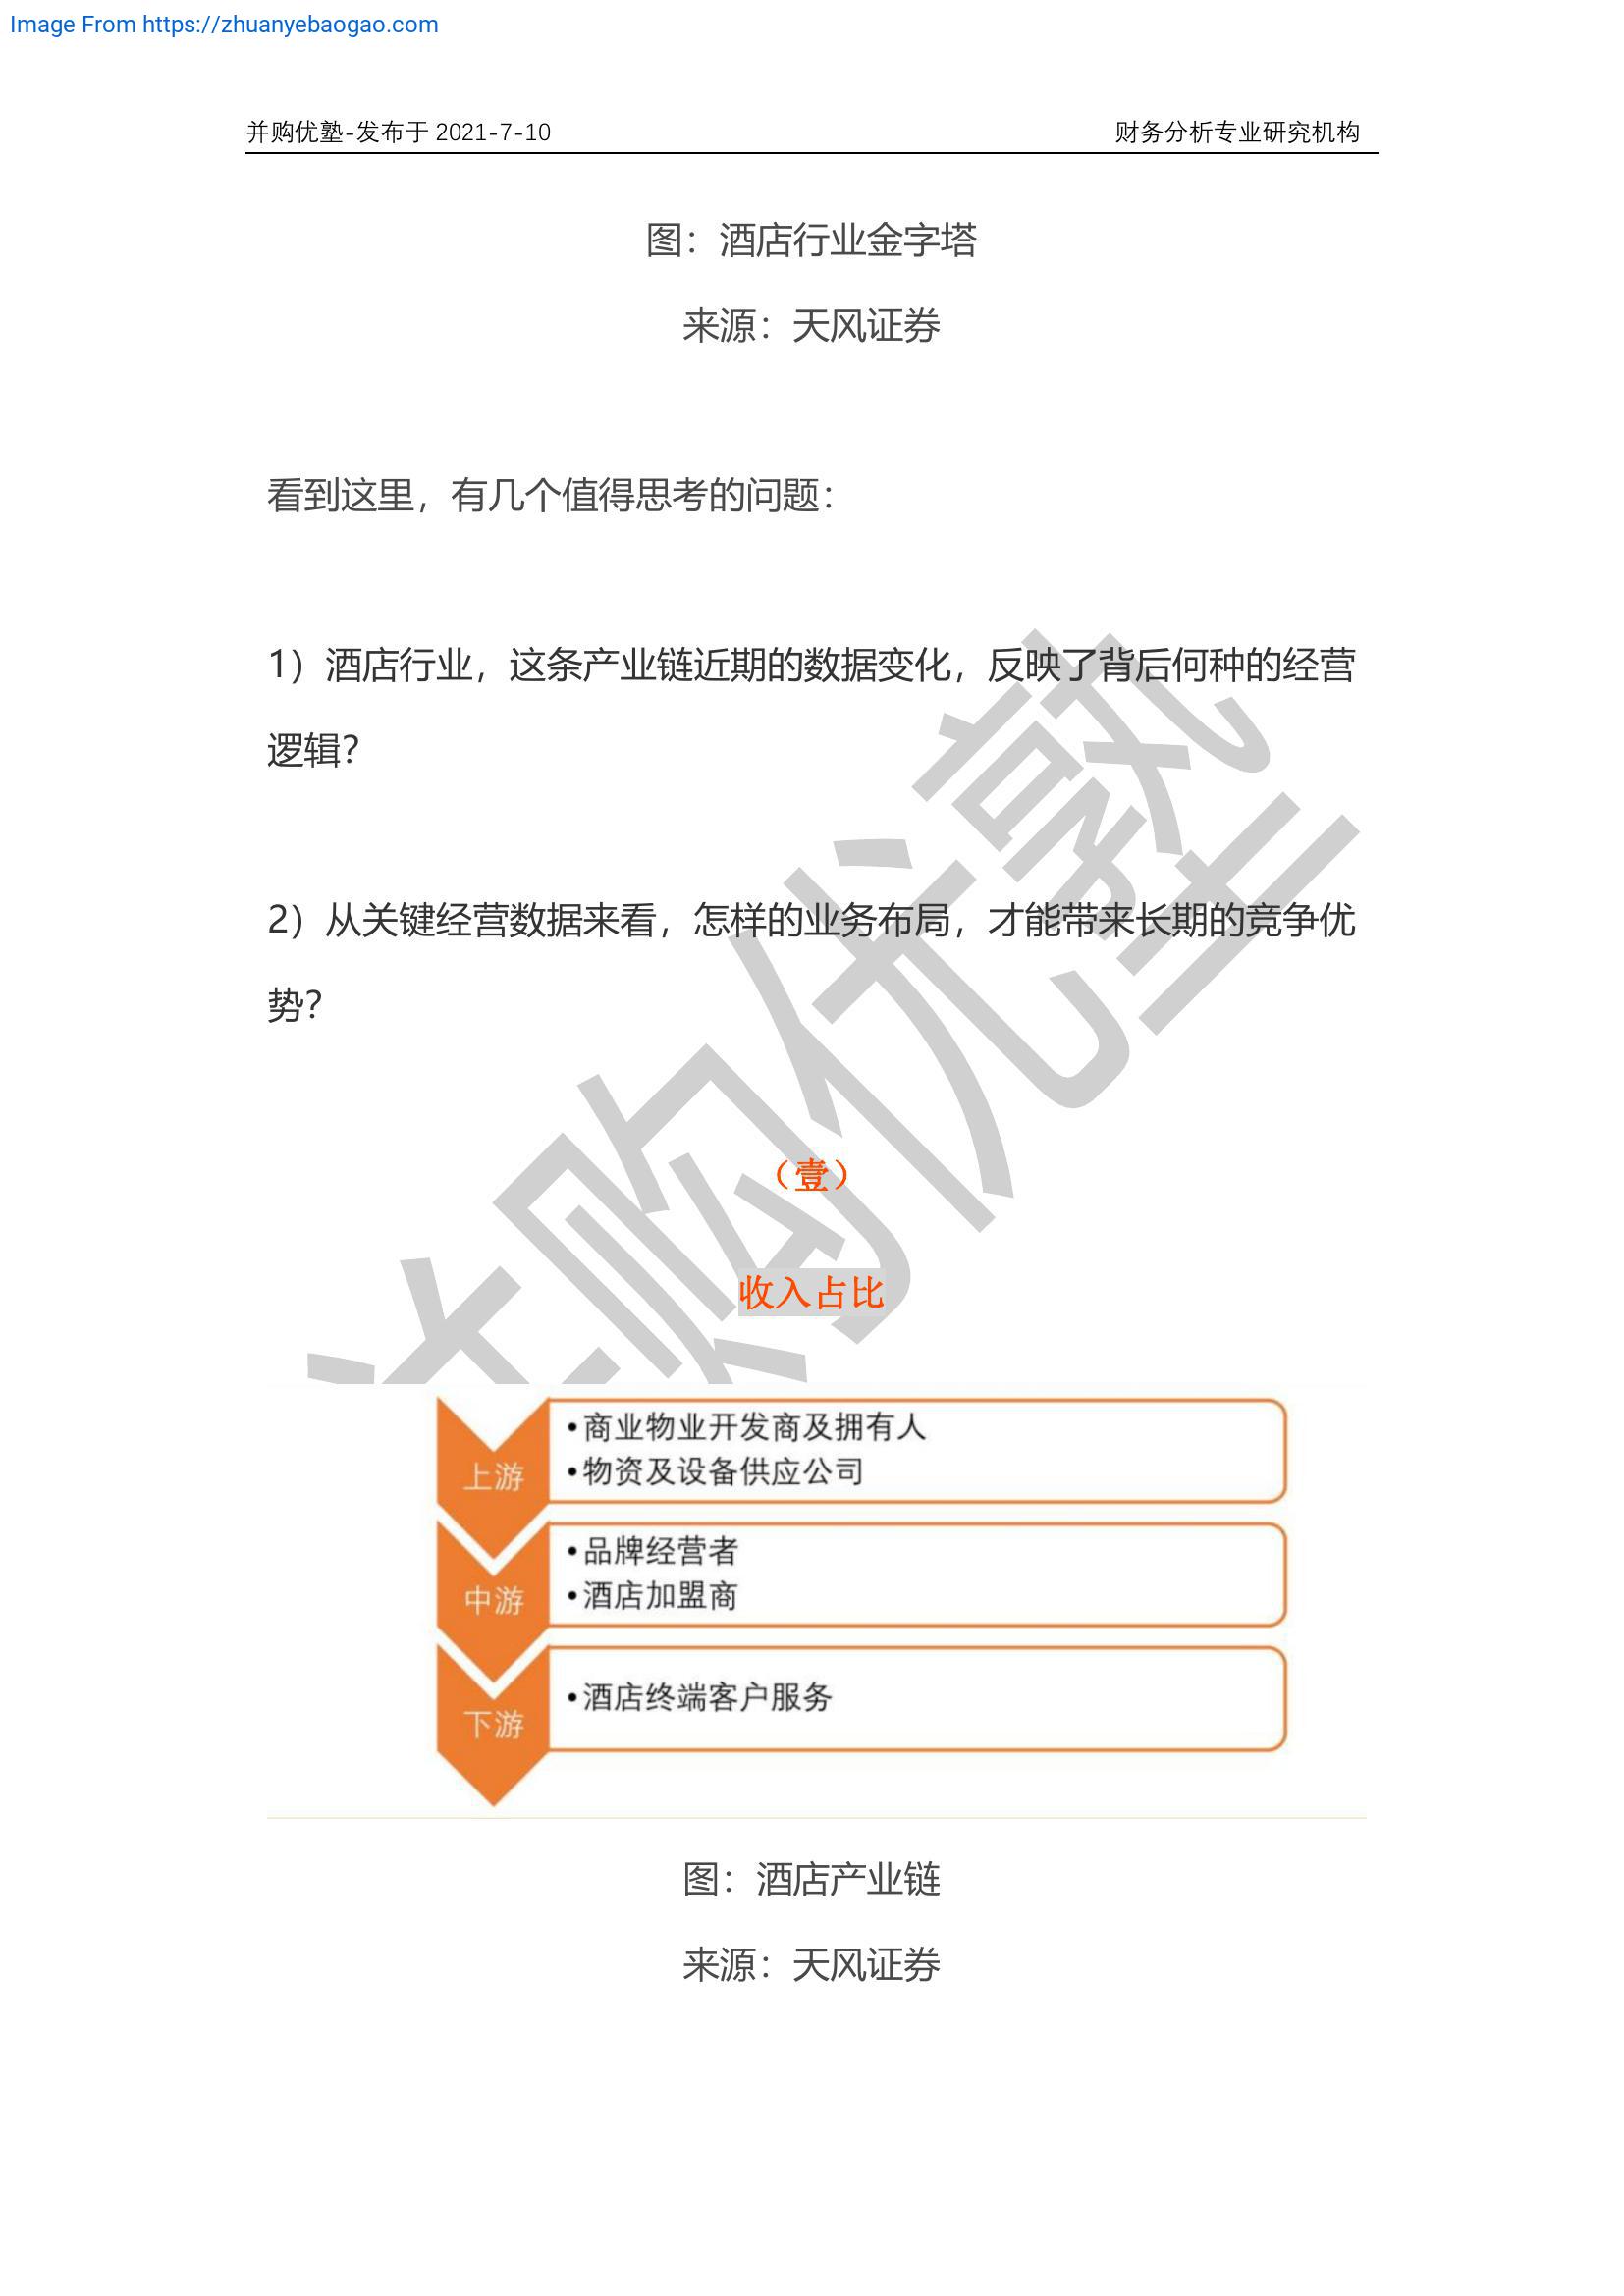 Image From https://zhuanyebaogao.com
并购优塾-发布于 2021-7-10
财务分析专业研究机构
图：酒店行业金字塔
来源：天风证券
看到这里，有几个值得思考的问题：
1）酒店行业，这条产业链近期的数据变化，反映了背后何种的经营
逻辑？
2）从关键经营数据来看，怎样的业务布局，才能带来长期的竞争优
势？
并购优塾
（壹）
收入占比
上游
•商业物业开发商及拥有人
•物资及设备供应公司
中游
•品牌经营者
•酒店加盟商
下游
•酒店终端客户服务
图：酒店产业链
来源：天风证券